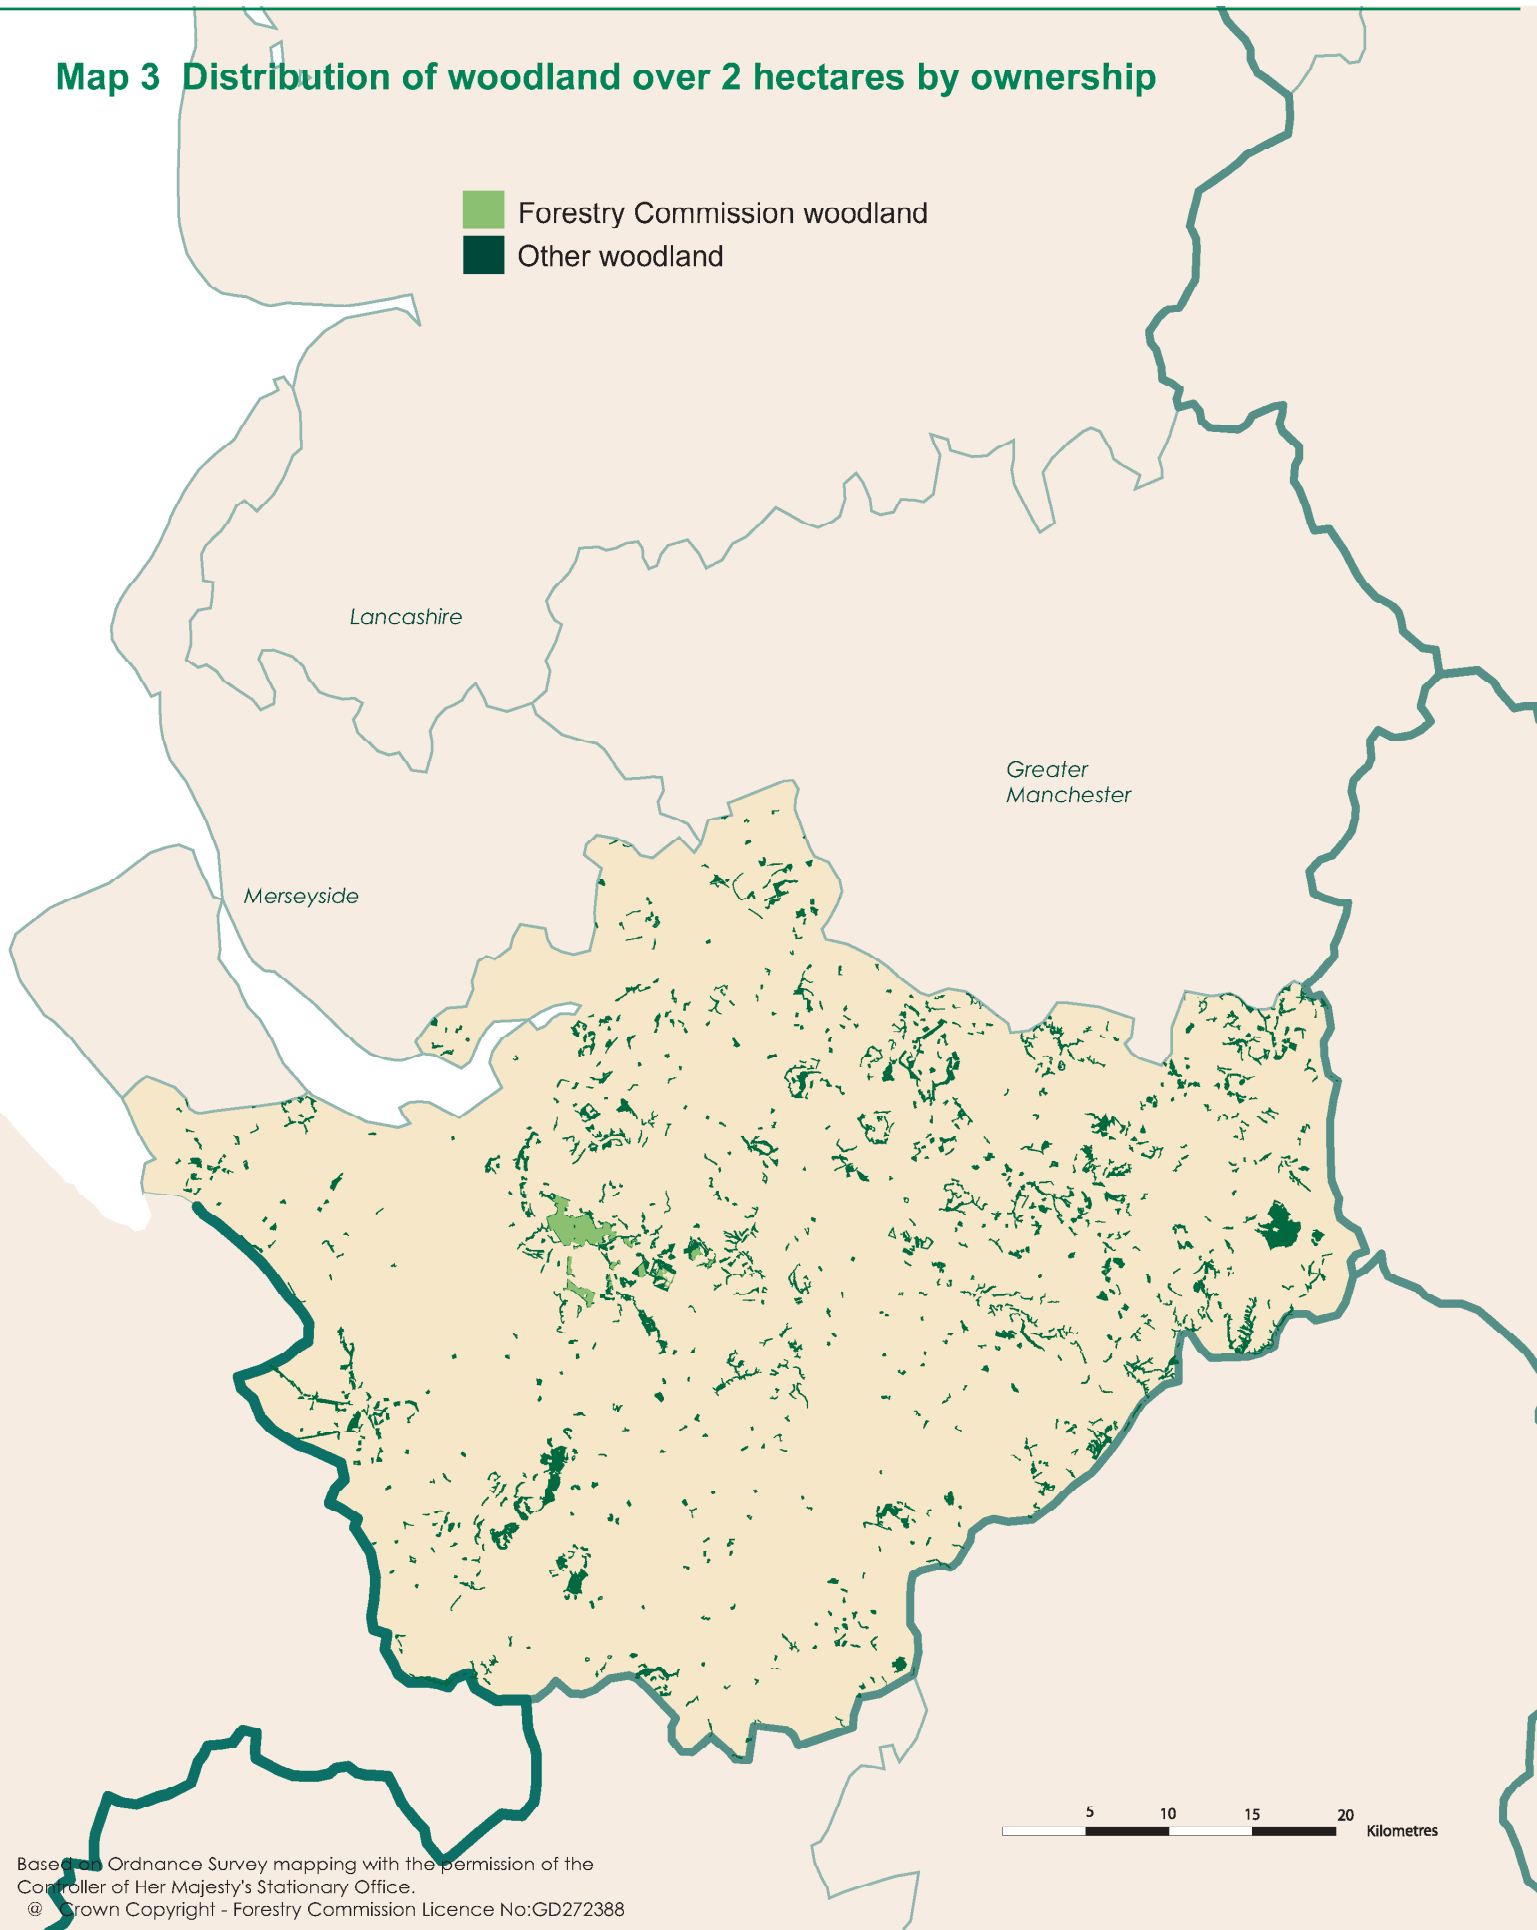 Map 3  Distribution of woodland over 2 hectares by ownership
Forestry Commission woodland
Other woodland
Lancashire
Greater
Manchester
Merseyside
5 10 15 20
Kilometres
Based on Ordnance Survey mapping with the permission of the
Controller of Her Majesty's Stationary Office.
@ Crown Copyright - Forestry Commission Licence No:GD272388